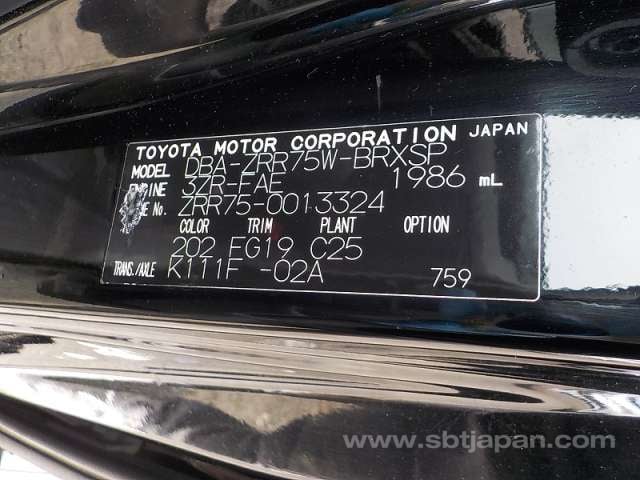 TOYOTA MOTOR CORPORATION JAPAN
MODEL DBA-ZRR75W-BRXSP
ENGINE 3ZR-FAE 1986 mL
No. ZRR75-0013324
COLOR TRIM PLANT OPTION
202 FG19 C25
TRANS./AXLE K111F -02A 759
www.sbtjapan.com